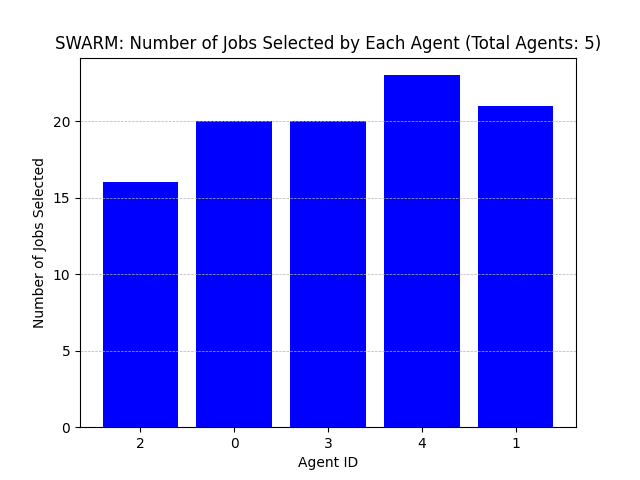 SWARM: Number of Jobs Selected by Each Agent (Total Agents: 5)
Number of Jobs Selected
20
15
10
5
0
2 0 3 4 1
Agent ID